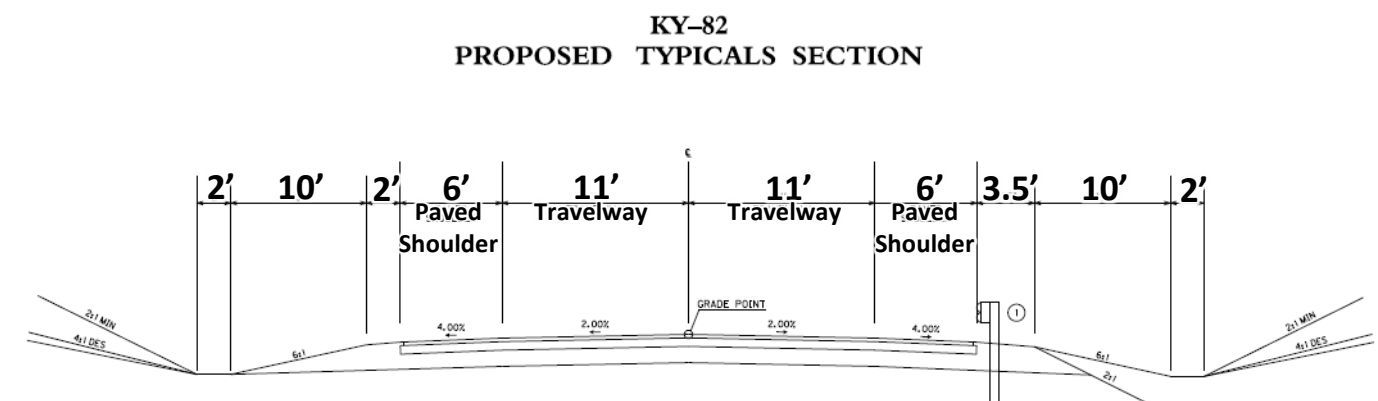 KY–82
PROPOSED TYPICALS SECTION
℄
2’ 10’ 2’ 6’ 11’ 11’ 6’ 3.5’ 10’ 2’
Paved Travelway Travelway Paved
Shoulder Shoulder
GRADE POINT
1
2:1 MIN
4:1 DES
6:1
4.00% 2.00% 2.00% 4.00%
6:1
2:1
2:1 MIN
4:1 DES